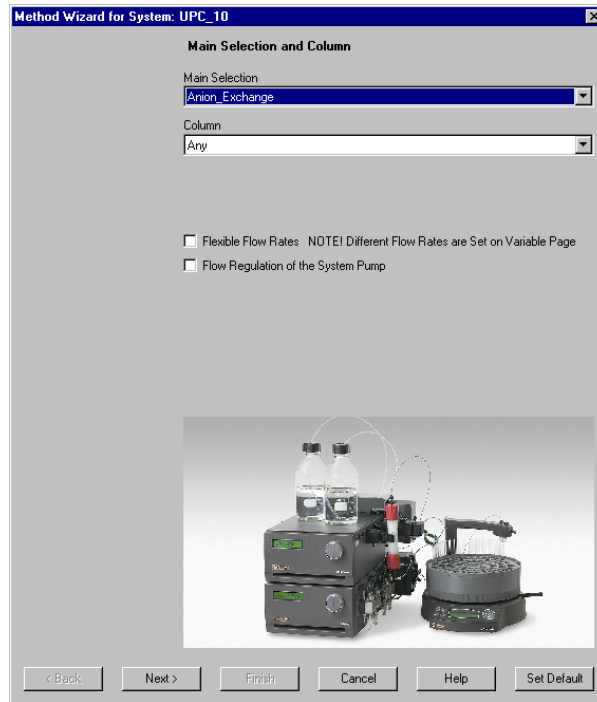 Method Wizard for System: UPC_10
Main Selection and Column
Main Selection
Anion_Exchange
Column
Any
Flexible Flow Rates   NOTE! Different Flow Rates are Set on Variable Page
Flow Regulation of the System Pump
< Back   Next >   Finish   Cancel   Help   Set Default